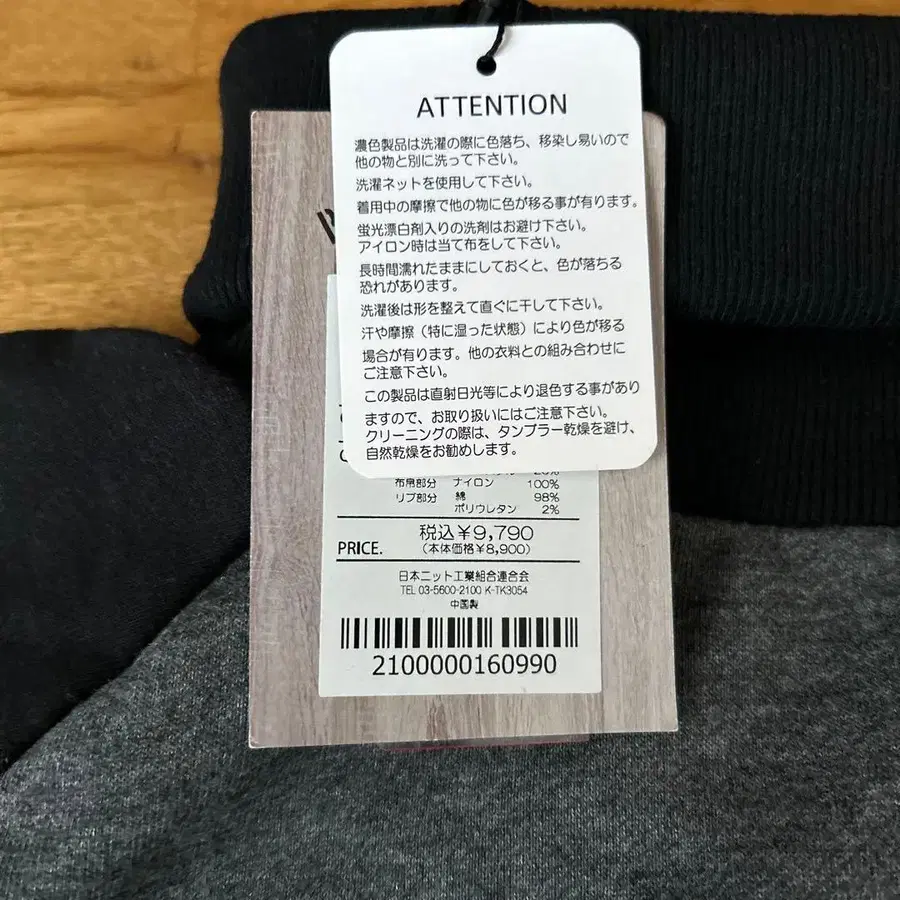 ATTENTION
濃色製品は洗濯の際に色落ち、移染し易いので
他の物と別に洗って下さい。
洗濯ネットを使用して下さい。
着用中の摩擦で他の物に色が移る事が有ります。
蛍光漂白剤入りの洗剤はお避け下さい。
アイロン時は当て布をして下さい。
長時間濡れたままにしておくと、色が落ちる
恐れがあります。
洗濯後は形を整えて直ぐに干して下さい。
汗や摩擦（特に湿った状態）により色が移る
場合が有ります。他の衣料との組み合わせに
ご注意下さい。
この製品は直射日光等により退色する事があり
ますので、お取り扱いにはご注意下さい。
クリーニングの際は、タンブラー乾燥を避け、
自然乾燥をお勧めします。
布帛部分 ナイロン 100%
リブ部分 綿 98%
ポリウレタン 2%
税込¥9,790
PRICE. （本体価格¥8,900）
日本ニット工業組合連合会
TEL 03-5600-2100 K-TK3054
中国製
2100000160990